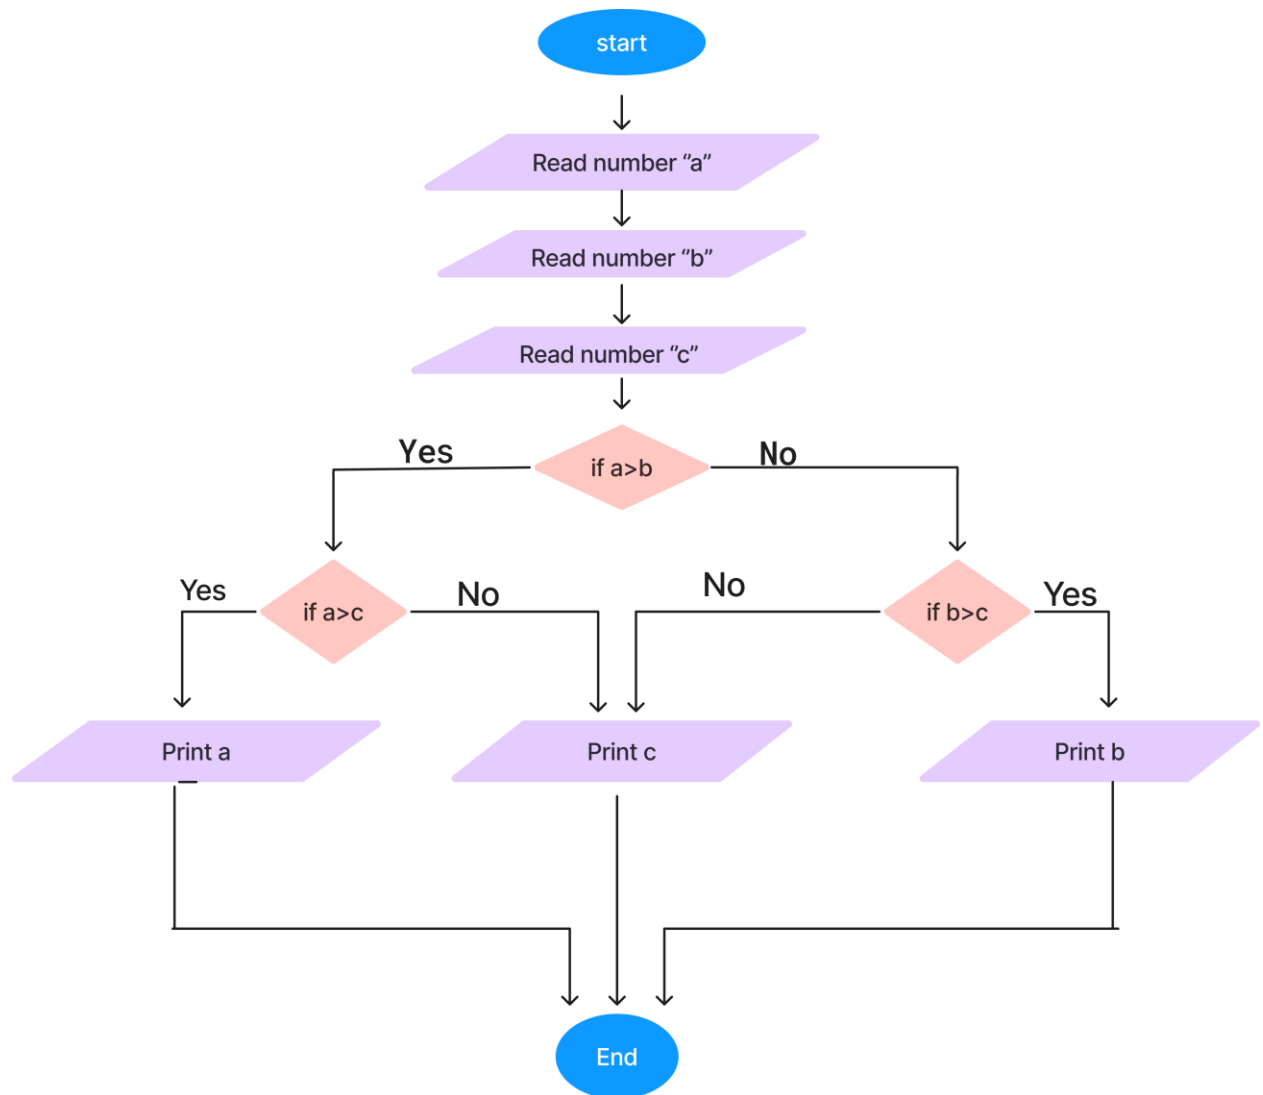 start
Read number “a”
Read number “b”
Read number “c”
Yes
if a>b
No
Yes
if a>c
No
No
if b>c
Yes
Print a
Print c
Print b
End